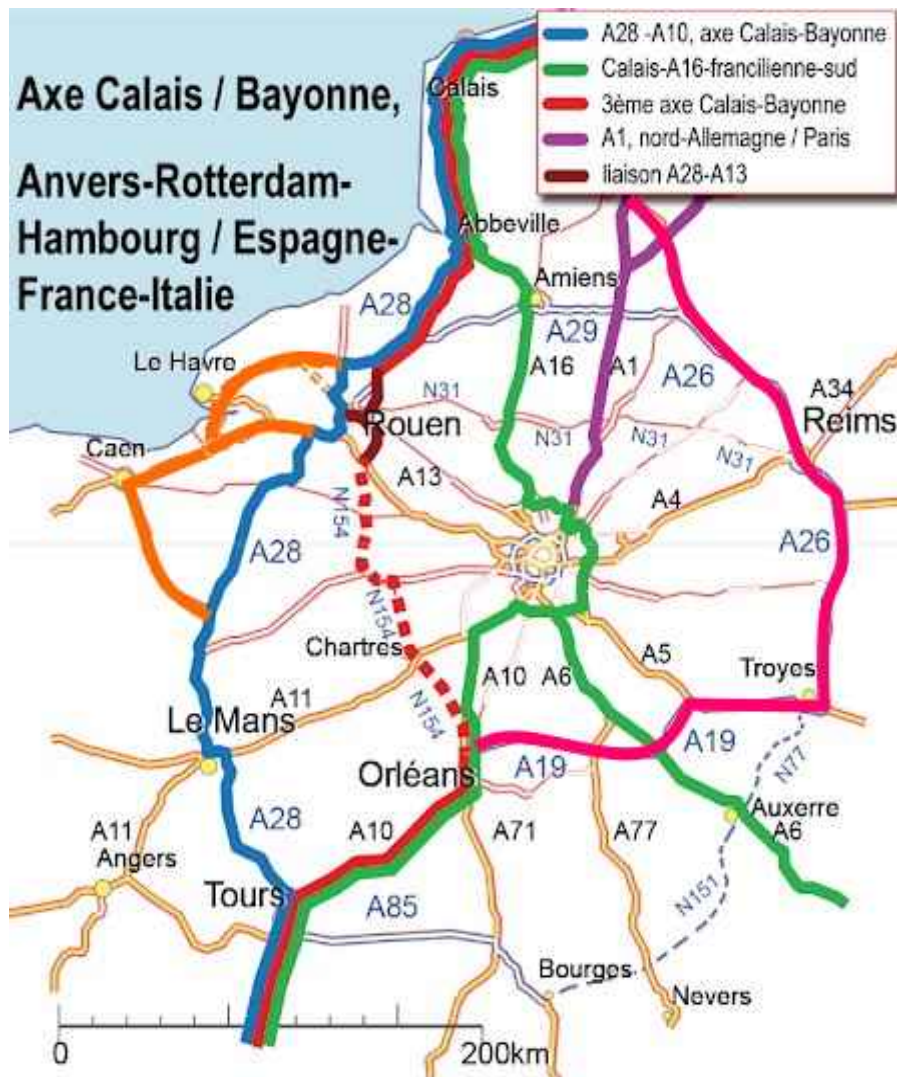 Axe Calais / Bayonne,
Anvers-Rotterdam-
Hambourg / Espagne-
France-Italie
A28 -A10, axe Calais-Bayonne
Calais-A16-francilienne-sud
3ème axe Calais-Bayonne
A1, nord-Allemagne / Paris
liaison A28-A13
Calais
Abbeville
Amiens
A28
A29
Le Havre
A16
A1
A26
A34
N31
Rouen
Reims
Caen
N31
N31
N31
A13
A4
N154
A28
A26
N154
Chartres
A5
Troyes
A11
A10
A6
N154
Le Mans
A19
A19
N77
Orléans
A28
A10
A71
A77
Auxerre
A6
A11
Angers
Tours
A85
N151
Bourges
Nevers
0
200km